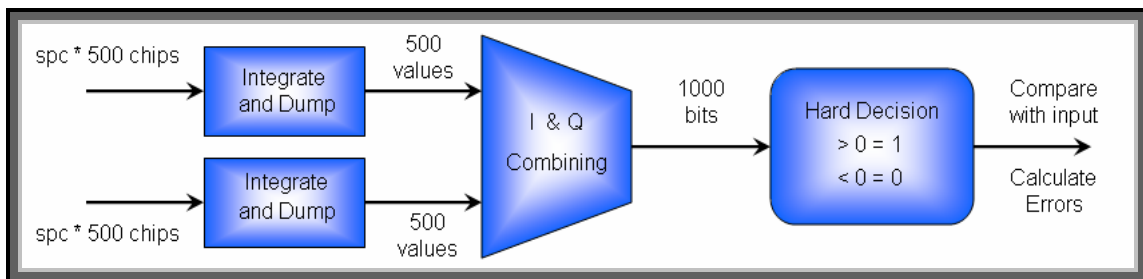 spc * 500 chips
Integrate
and Dump
500
values
spc * 500 chips
Integrate
and Dump
500
values
I & Q
Combining
1000
bits
Hard Decision
> 0 = 1
< 0 = 0
Compare
with input
Calculate
Errors